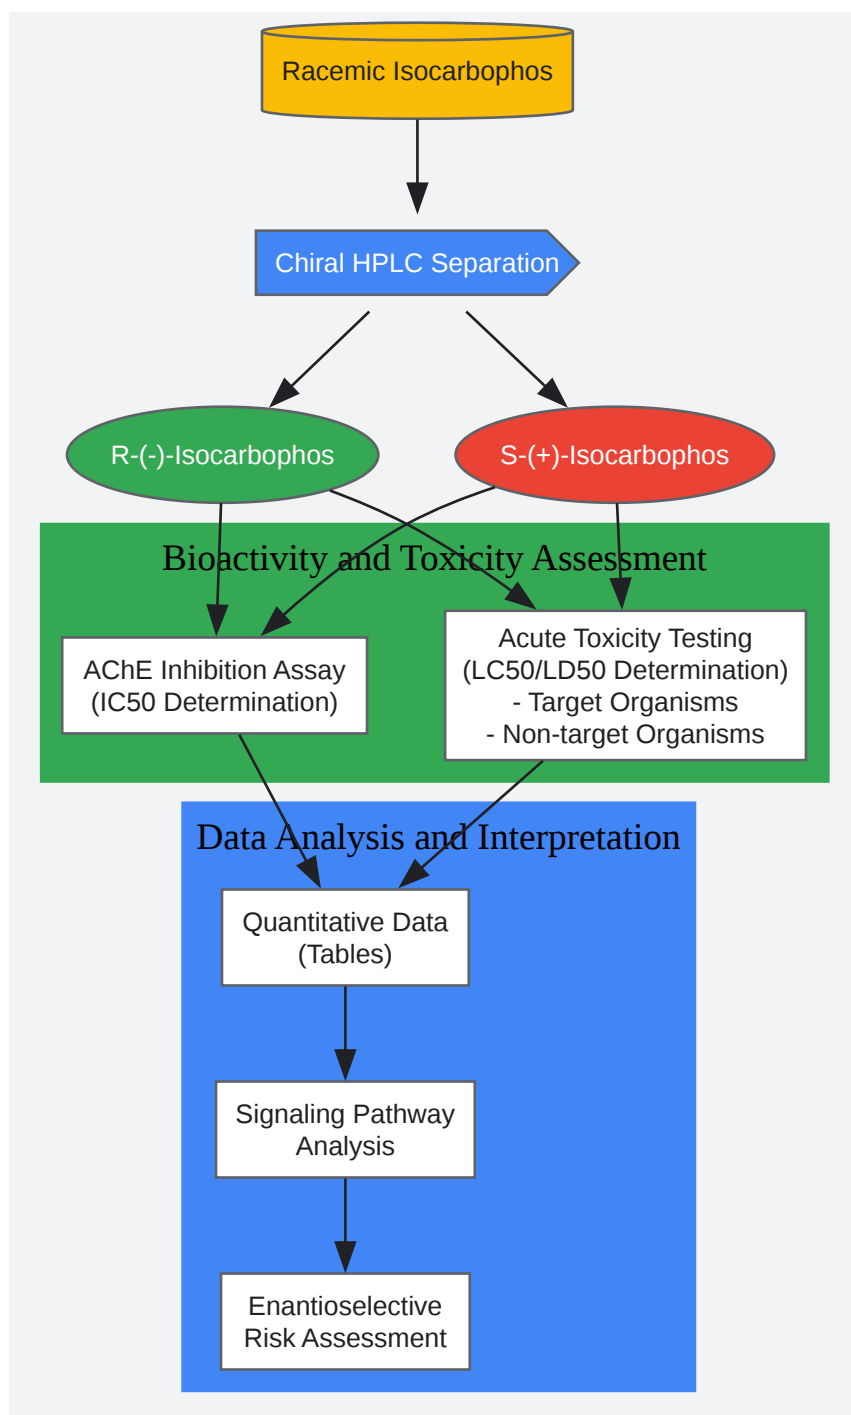 Racemic Isocarbophos
Chiral HPLC Separation
R-(-)-Isocarbophos
S-(+)-Isocarbophos
Bioactivity and Toxicity Assessment
AChE Inhibition Assay
(IC50 Determination)
Acute Toxicity Testing
(LC50/LD50 Determination)
- Target Organisms
- Non-target Organisms
Data Analysis and Interpretation
Quantitative Data
(Tables)
Signaling Pathway
Analysis
Enantioselective
Risk Assessment